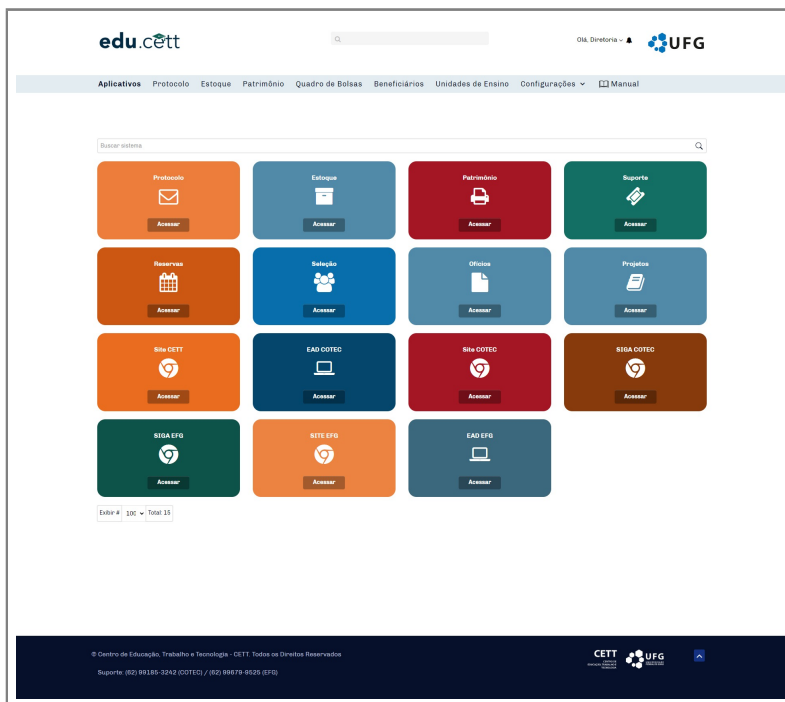 edu.cett
Olá, Diretoria
UFG
Aplicativos Protocolo Estoque Patrimônio Quadro de Bolsas Beneficiários Unidades de Ensino Configurações Manual
Buscar sistema
Protocolo Estoque Patrimônio Suporte
Acessar Acessar Acessar Acessar
Reservas Seleção Ofícios Projetos
Acessar Acessar Acessar Acessar
Site CETT EAD COTEC Site COTEC SIGA COTEC
Acessar Acessar Acessar Acessar
SIGA EFG SITE EFG EAD EFG
Acessar Acessar Acessar
Exibir # 100 Total: 15
© Centro de Educação, Trabalho e Tecnologia - CETT. Todos os Direitos Reservados
CETT UFG
Suporte: (62) 99185-3242 (COTEC) / (62) 99679-9525 (EFG)